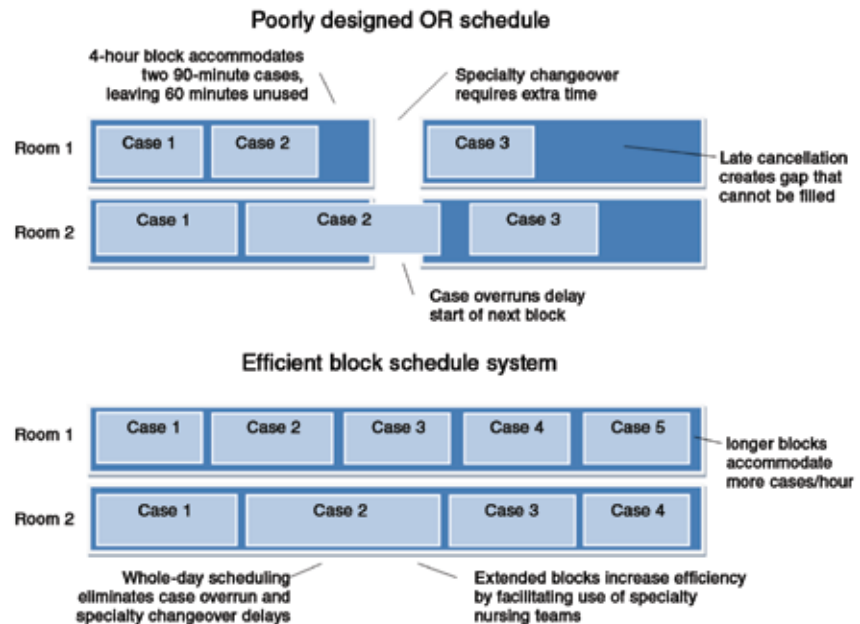 Poorly designed OR schedule
4-hour block accommodates
two 90-minute cases,
leaving 60 minutes unused
Specialty changeover
requires extra time
Room 1
Case 1
Case 2
Case 3
Late cancellation
creates gap that
cannot be filled
Room 2
Case 1
Case 2
Case 3
Case overruns delay
start of next block
Efficient block schedule system
Room 1
Case 1
Case 2
Case 3
Case 4
Case 5
longer blocks
accommodate
more cases/hour
Room 2
Case 1
Case 2
Case 3
Case 4
Whole-day scheduling
eliminates case overrun and
specialty changeover delays
Extended blocks increase efficiency
by facilitating use of specialty
nursing teams